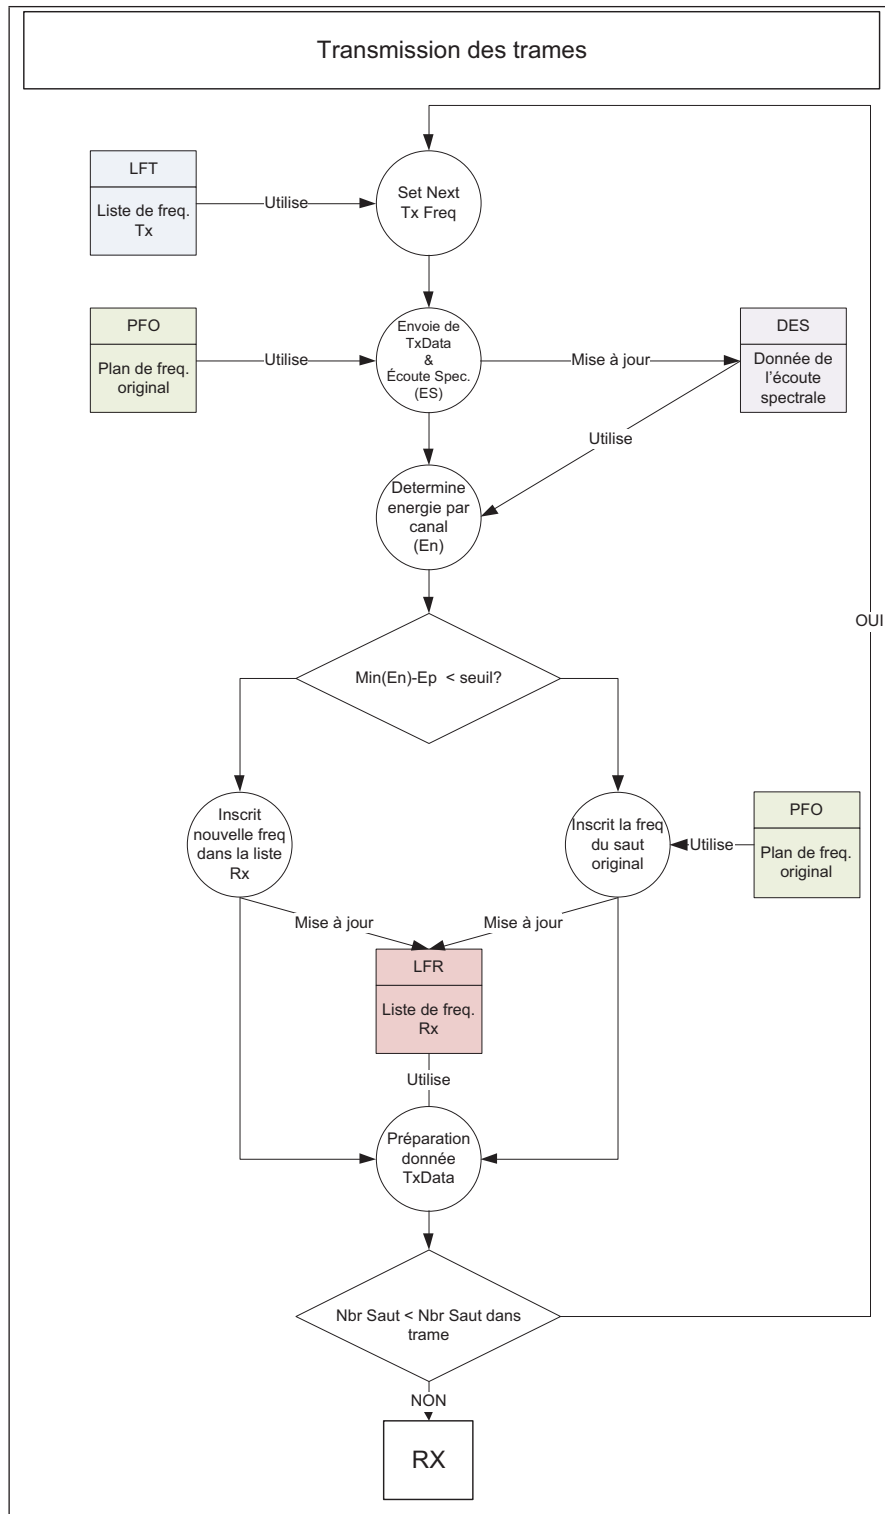 Transmission des trames
LFT
Liste de freq.
Tx
Utilise
Set Next
Tx Freq
PFO
Plan de freq.
original
Utilise
Envoie de
TxData
&
Écoute Spec.
(ES)
Mise à jour
DES
Donnée de
l'écoute
spectrale
Utilise
Determine
energie par
canal
(En)
OUI
Min(En)-Ep < seuil?
Inscrit
nouvelle freq
dans la liste
Rx
Inscrit la freq
du saut
original
Utilise
PFO
Plan de freq.
original
Mise à jour
Mise à jour
LFR
Liste de freq.
Rx
Utilise
Préparation
donnée
TxData
Nbr Saut < Nbr Saut dans
trame
NON
RX